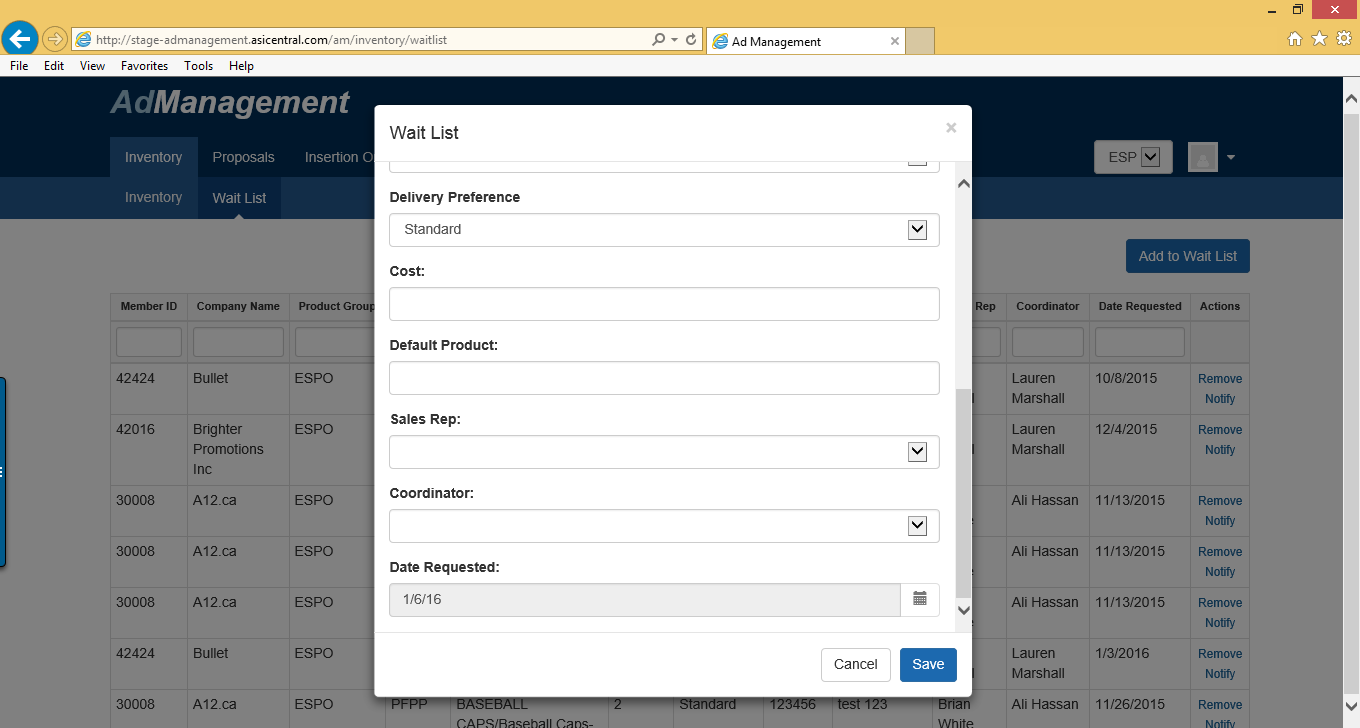 http://stage-admanagement.asicentral.com/am/inventory/waitlist
Ad Management
File Edit View Favorites Tools Help
AdManagement
Inventory Proposals Insertion
ESP
Inventory Wait List
Add to Wait List
Wait List
Delivery Preference
Standard
Cost:
Default Product:
Sales Rep:
Coordinator:
Date Requested:
1/6/16
Cancel Save
Member ID Company Name Product Group Rep Coordinator Date Requested Actions
42424 Bullet ESPO Lauren Marshall 10/8/2015 Remove
Notify
42016 Brighter Promotions Inc ESPO Lauren Marshall 12/4/2015 Remove
Notify
30008 A12.ca ESPO Ali Hassan 11/13/2015 Remove
Notify
30008 A12.ca ESPO Ali Hassan 11/13/2015 Remove
Notify
30008 A12.ca ESPO Ali Hassan 11/13/2015 Remove
Notify
42424 Bullet ESPO Lauren Marshall 1/3/2016 Remove
Notify
30008 A12.ca PFPP BASEBALL 2 Standard 123456 test 123 Brian Ali Hassan 11/26/2015 Remove
CAPS/Baseball Caps- White Notify